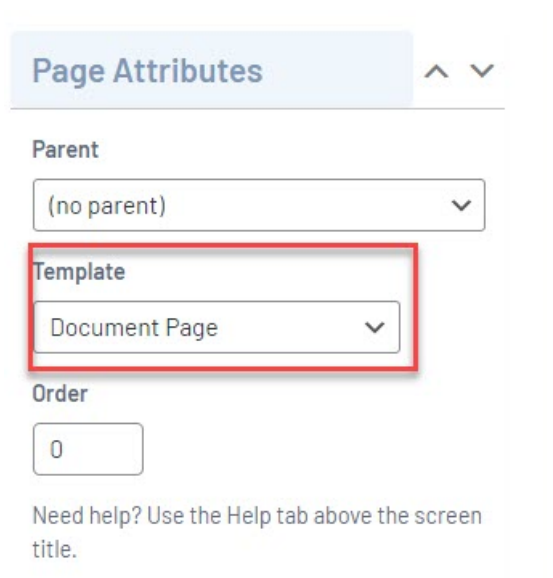 Page Attributes
Parent
(no parent)
Template
Document Page
Order
0
Need help? Use the Help tab above the screen
title.